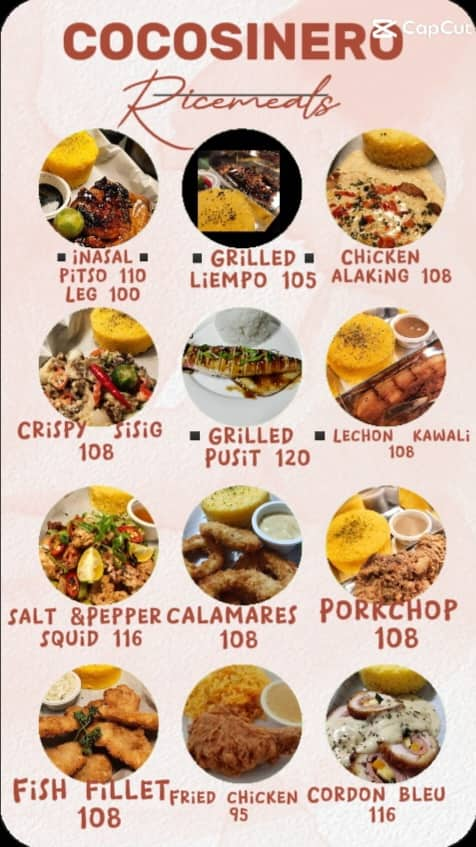 COCOSINERO
CapCut
Ricemeals
▪ iNASAL ▪
PiTSO 110
LEG 100
▪ GRiLLED ▪
LiEMPO 105
CHiCKEN
ALAKiNG 108
CRiSPY SiSiG
108
▪ GRiLLED ▪
PUSiT 120
LECHON KAWALi
108
SALT &PEPPER
SQUiD 116
CALAMARES
108
PORKCHOP
108
FiSH FiLLET
108
FRiED CHiCKEN
95
CORDON BLEU
116